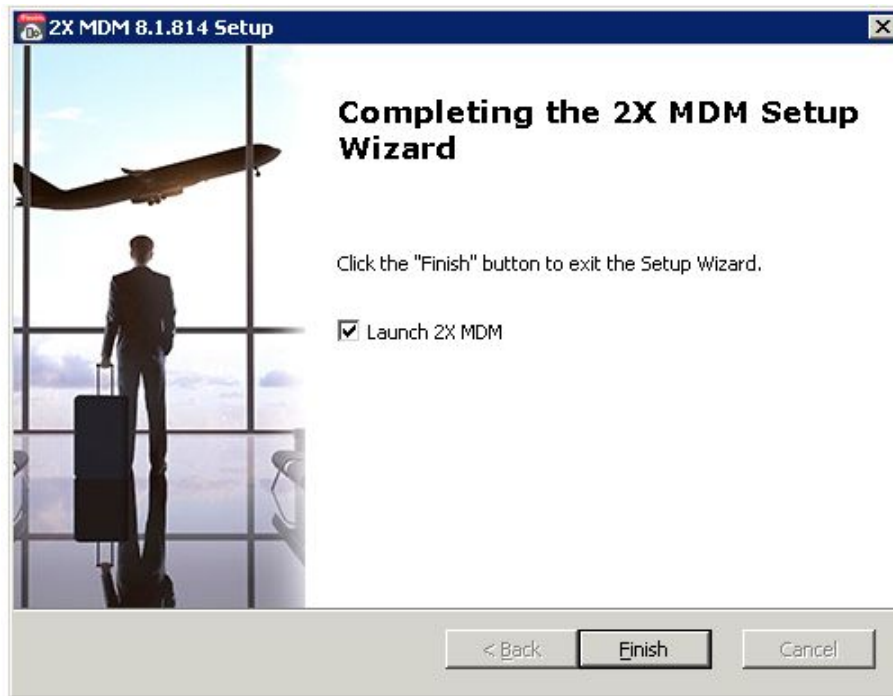 2X MDM 8.1.814 Setup
Completing the 2X MDM Setup
Wizard
Click the "Finish" button to exit the Setup Wizard.
Launch 2X MDM
< Back
Finish
Cancel